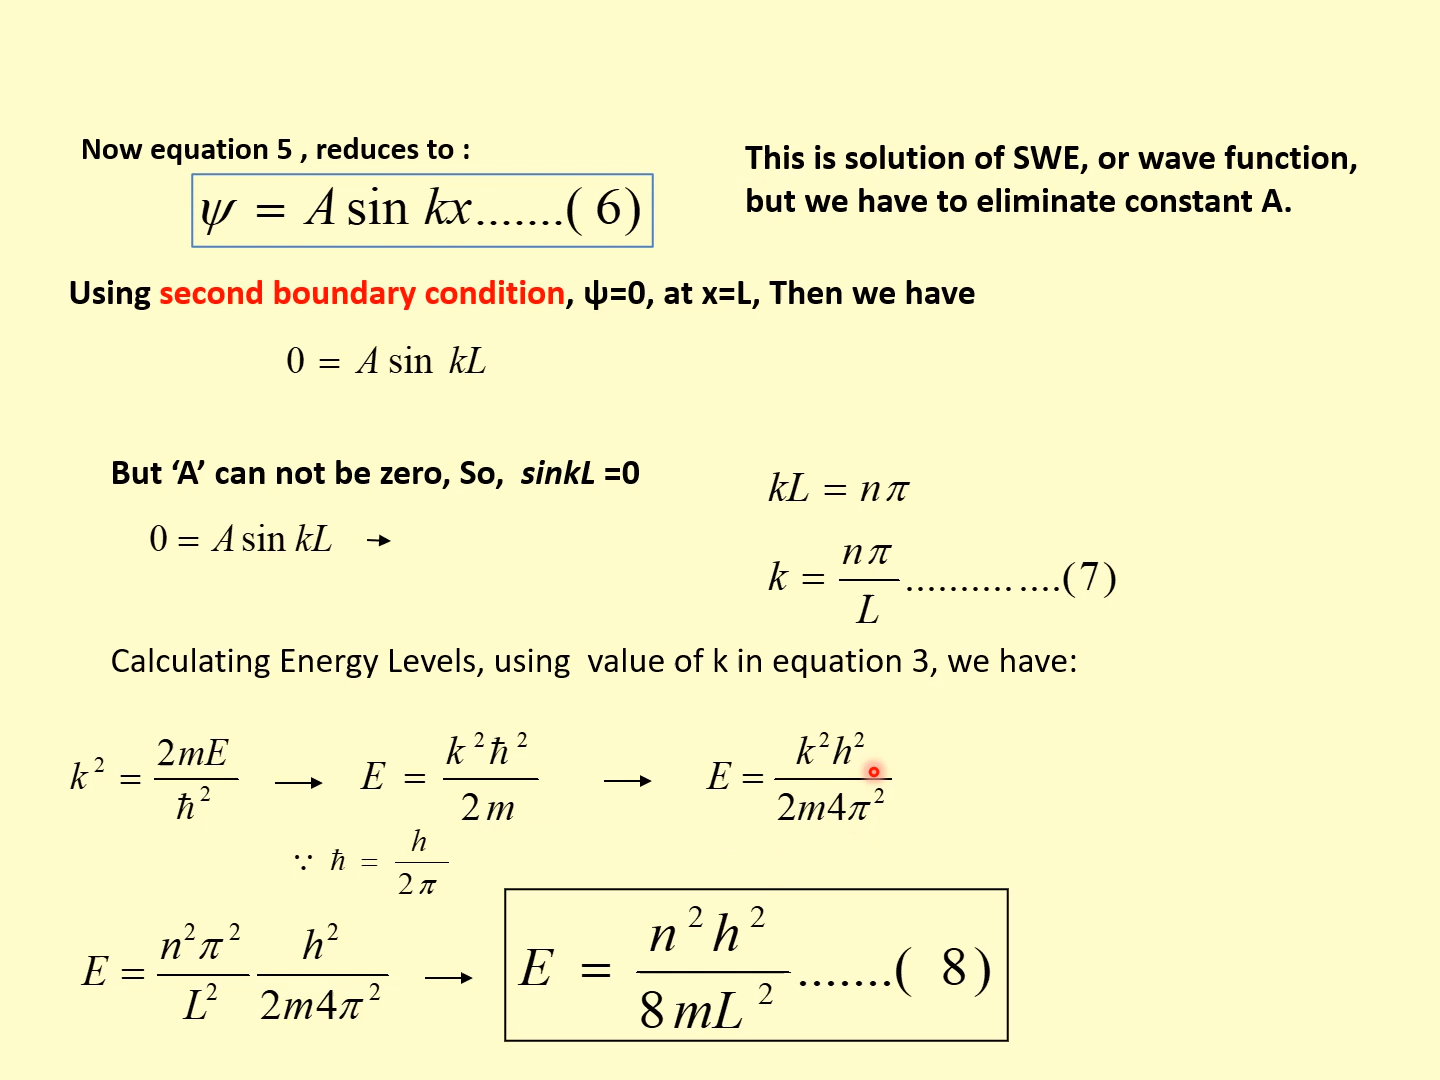 Now equation 5 , reduces to :
ψ = A sin kx.......( 6)
This is solution of SWE, or wave function,
but we have to eliminate constant A.
Using second boundary condition, ψ=0, at x=L, Then we have
0 = A sin kL
But ‘A’ can not be zero, So, sinkL =0
kL = nπ
0 = A sin kL →
k = nπ/L ..............(7)
Calculating Energy Levels, using value of k in equation 3, we have:
k² = 2mE/ħ² → E = k²ħ²/2m → E = k²h²/2m4π²
∵ ħ = h/2π
E = n²π²/L² h²/2m4π² → E = n²h²/8mL² .......( 8)